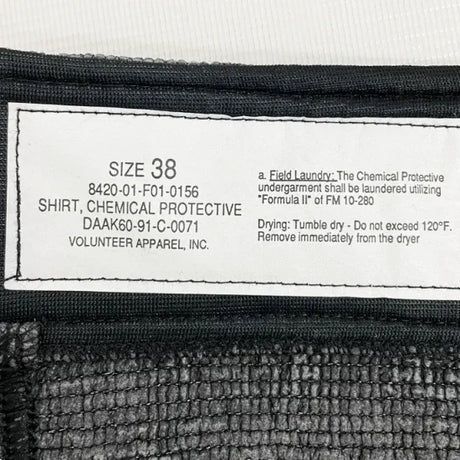 SIZE 38
8420-01-F01-0156
SHIRT, CHEMICAL PROTECTIVE
DAAK60-91-C-0071
VOLUNTEER APPAREL, INC.
a. Field Laundry: The Chemical Protective
undergarment shall be laundered utilizing
"Formula II" of FM 10-280
Drying: Tumble dry - Do not exceed 120°F.
Remove immediately from the dryer